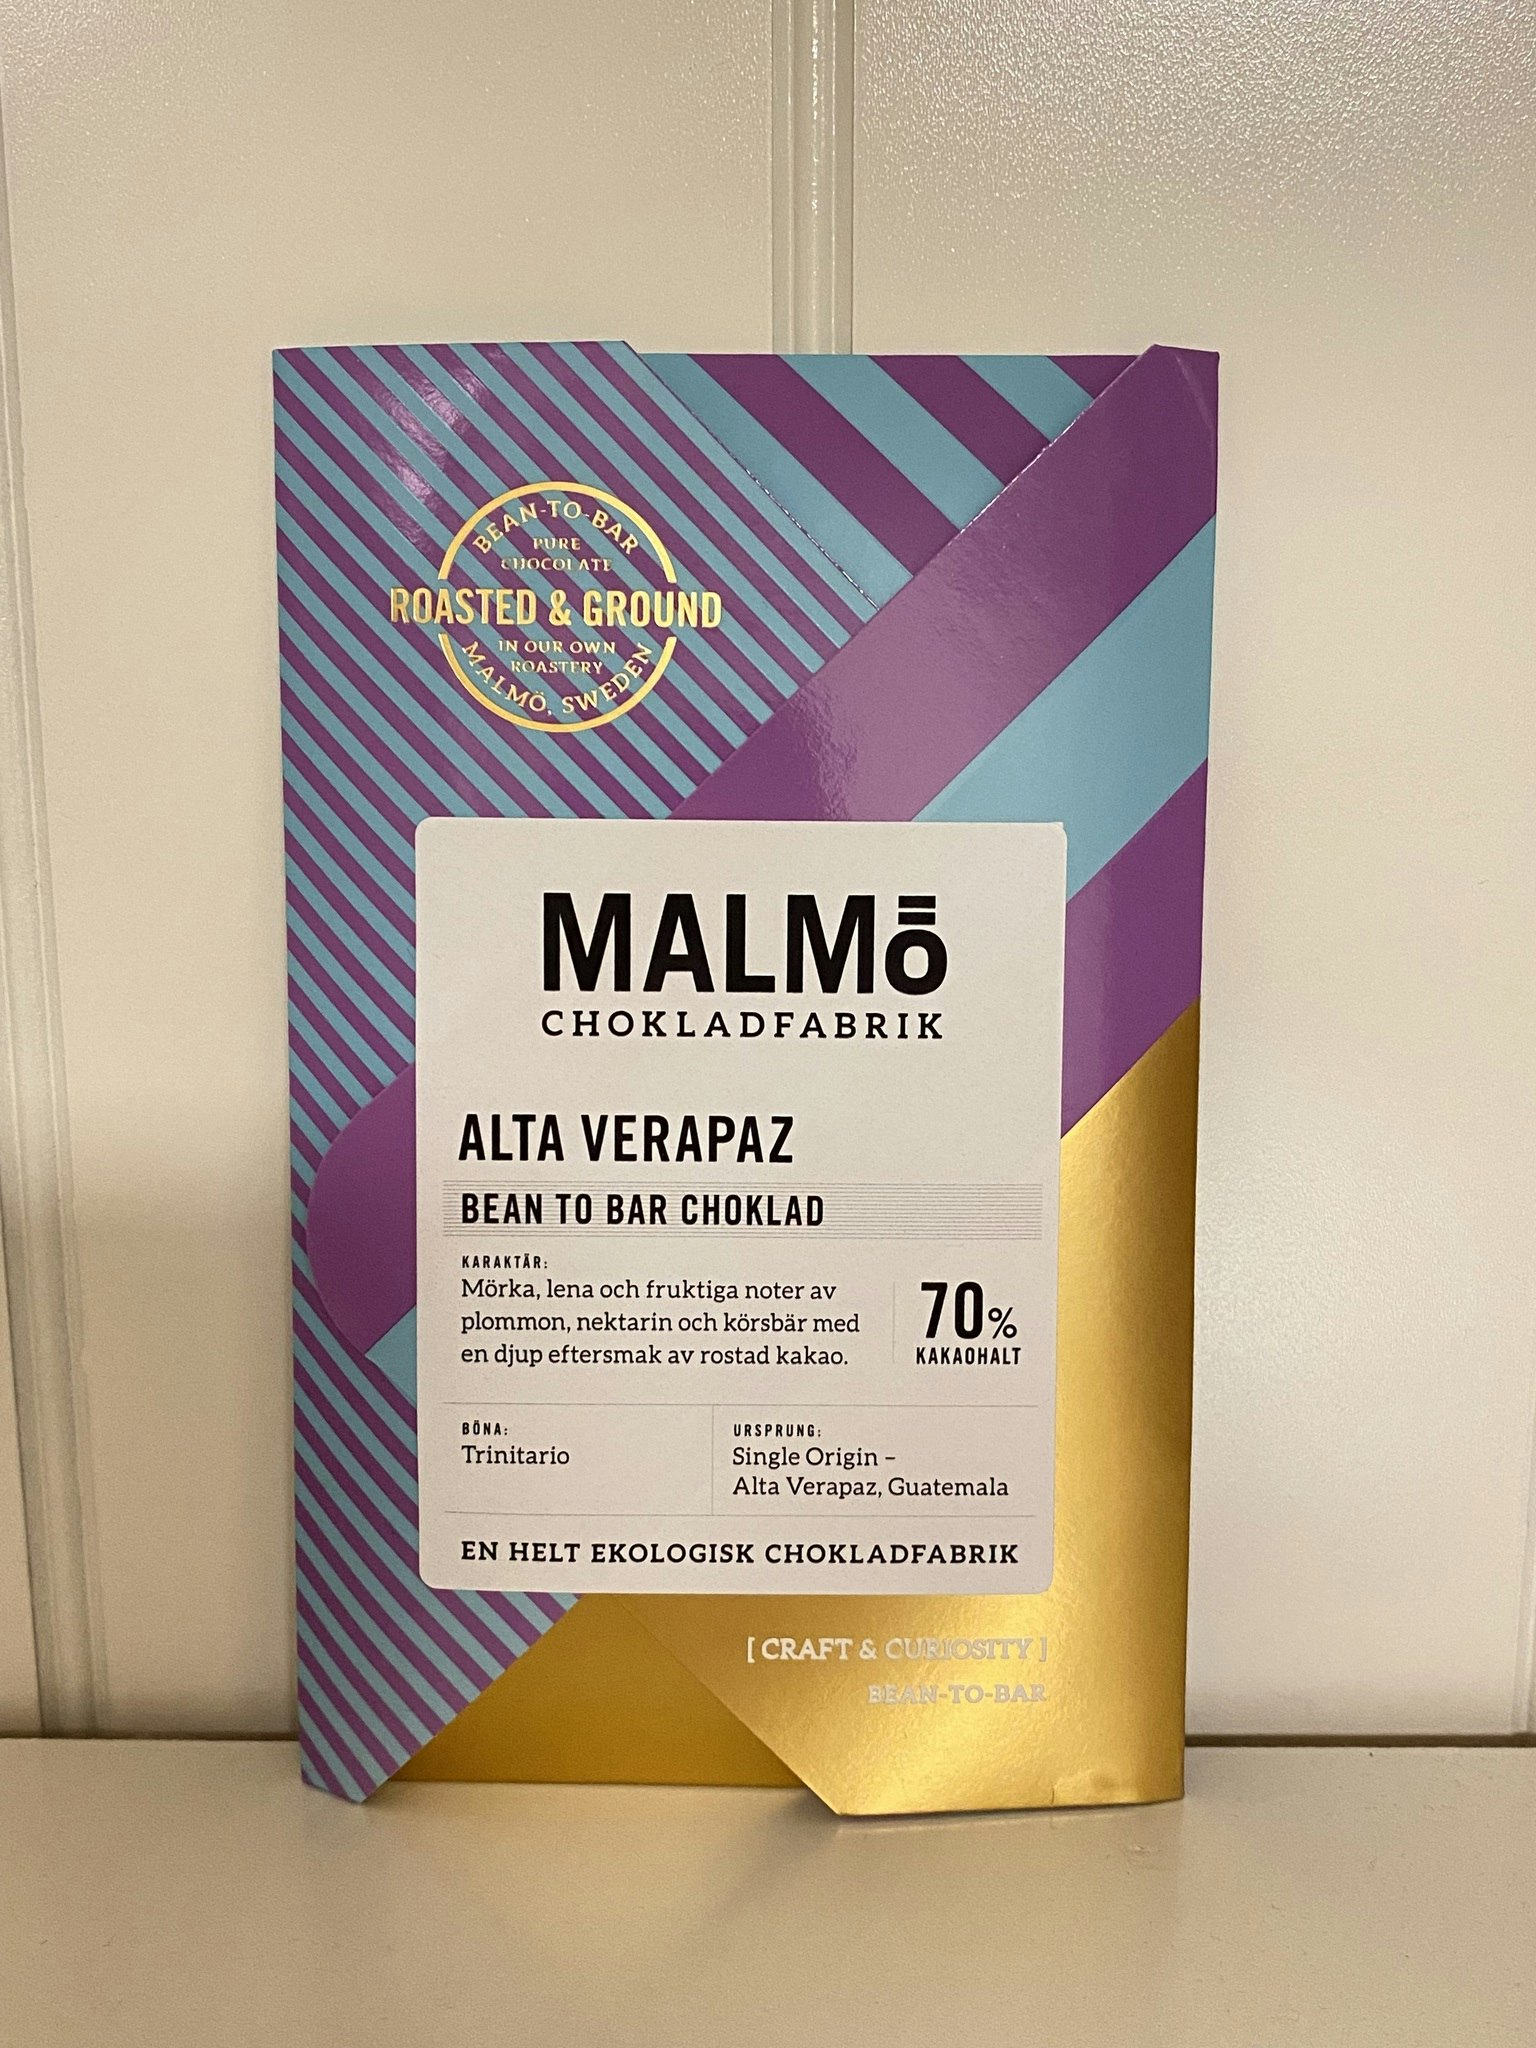 BEAN-TO-BAR
PURE
CHOCOLATE
ROASTED & GROUND
IN OUR OWN
ROASTERY
MALMÖ, SWEDEN
MALMö
CHOKLADFABRIK
ALTA VERAPAZ
BEAN TO BAR CHOKLAD
KARAKTÄR:
Mörka, lena och fruktiga noter av
plommon, nektarin och körsbär med
en djup eftersmak av rostad kakao.
70%
KAKAOHALT
BÖNA:
Trinitario
URSPRUNG:
Single Origin –
Alta Verapaz, Guatemala
EN HELT EKOLOGISK CHOKLADFABRIK
[ CRAFT & CURIOSITY ]
BEAN-TO-BAR